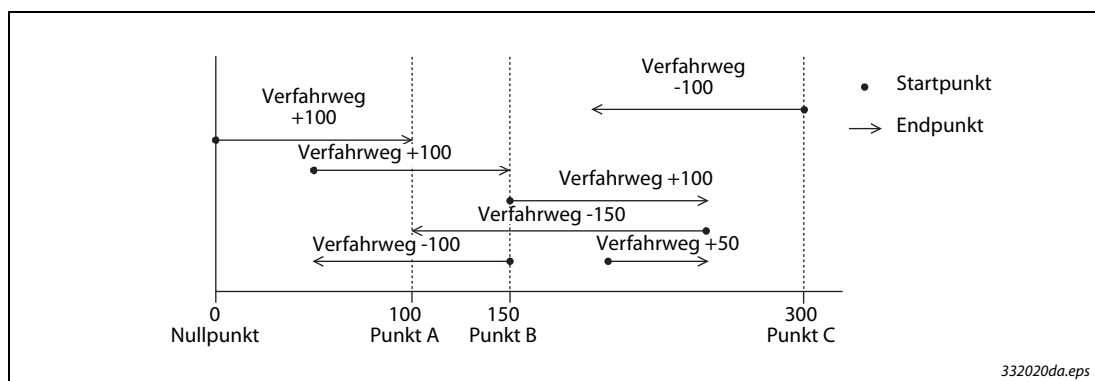 Verfahrweg
-100
Startpunkt
Verfahrweg
+100
Endpunkt
Verfahrweg +100
Verfahrweg +100
Verfahrweg -150
Verfahrweg -100
Verfahrweg +50
0
100
150
300
Nullpunkt
Punkt A
Punkt B
Punkt C
332020da.eps